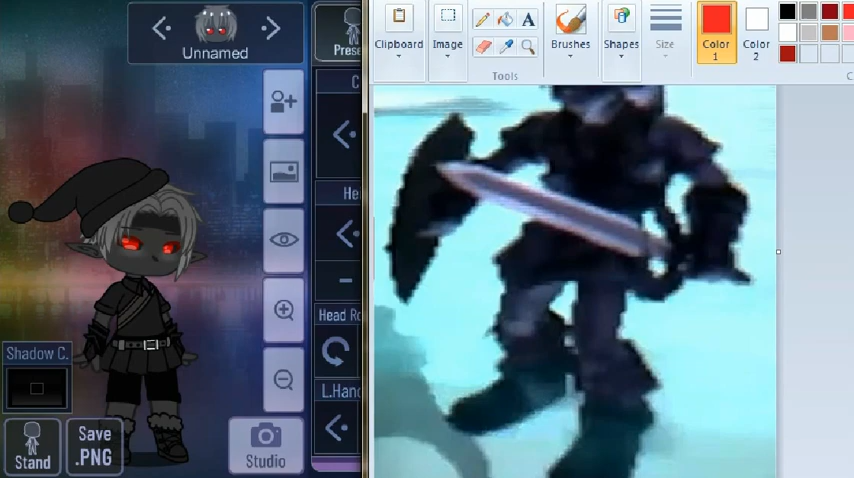 Unnamed
Prese
C
He
Head Ro
L.Hand
Shadow C.
Stand
Save
.PNG
Studio
Clipboard
Image
A
Tools
Brushes
Shapes
Size
Color
1
Color
2
C